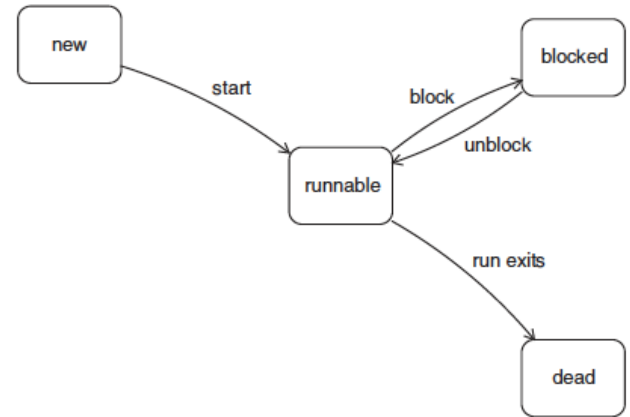 new
blocked
start
block
unblock
runnable
run exits
dead